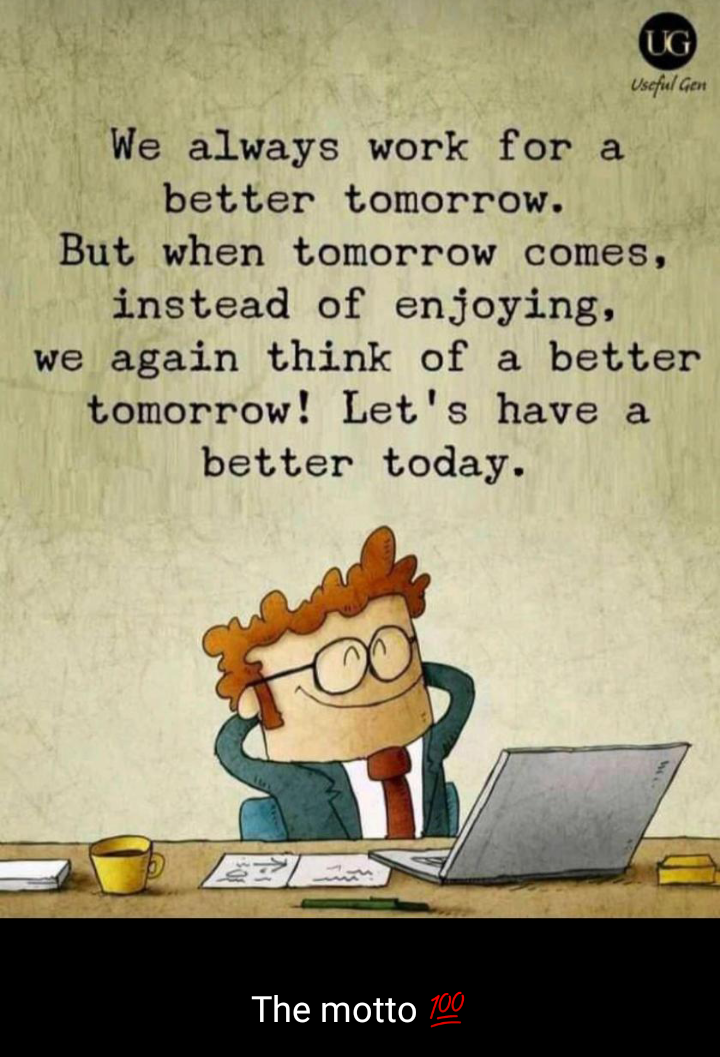 UG
Useful Gen
We always work for a
better tomorrow.
But when tomorrow comes,
instead of enjoying,
we again think of a better
tomorrow! Let's have a
better today.
The motto 💯